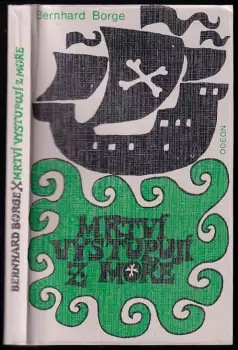 BERNHARD BORGE X MRTVÍ VYSTUPUJÍ Z MOŘE
Bernhard Borge
ODEON
MRTVÍ
VYSTUPUJÍ
Z MOŘE